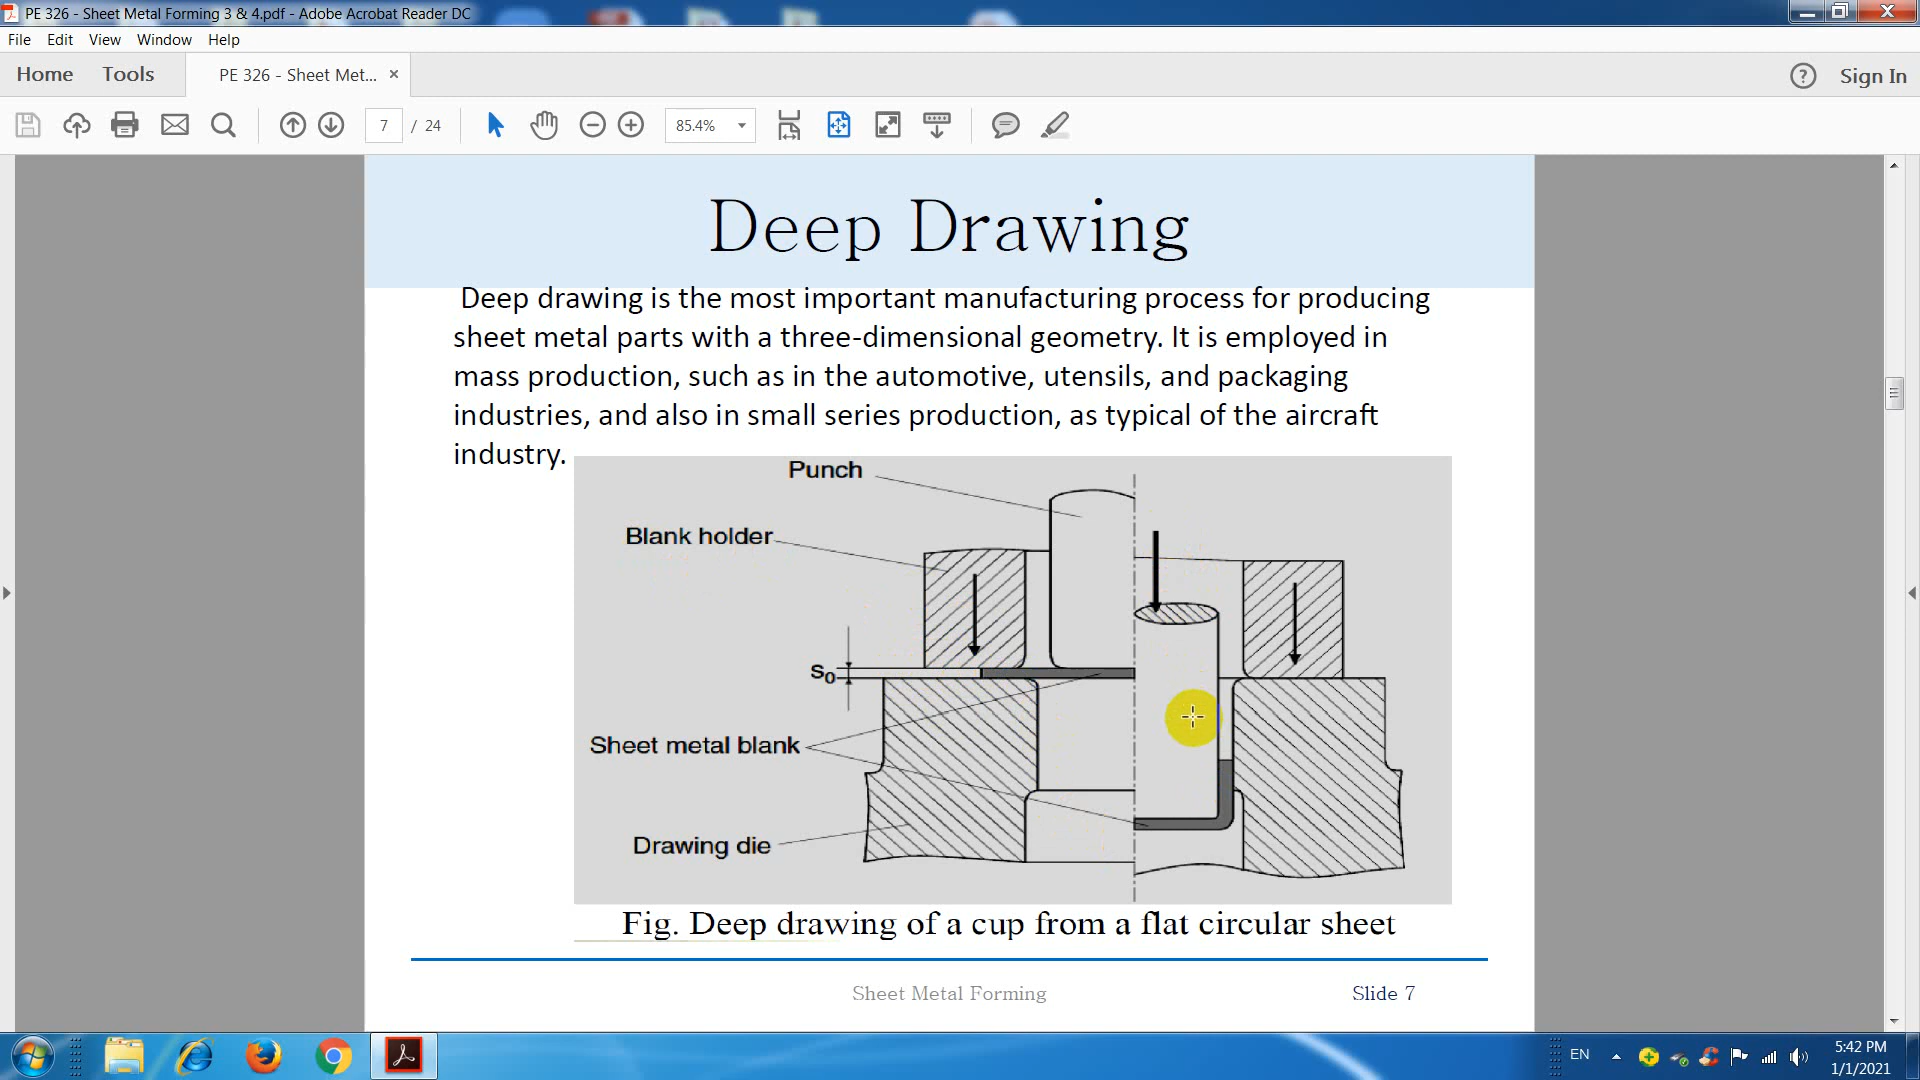 PE 326 - Sheet Metal Forming 3 & 4.pdf - Adobe Acrobat Reader DC
File Edit View Window Help
Home Tools PE 326 - Sheet Met... × ? Sign In
7 / 24 85.4%
Deep Drawing
Deep drawing is the most important manufacturing process for producing
sheet metal parts with a three-dimensional geometry. It is employed in
mass production, such as in the automotive, utensils, and packaging
industries, and also in small series production, as typical of the aircraft
industry.
Punch
Blank holder
s₀
Sheet metal blank
Drawing die
Fig. Deep drawing of a cup from a flat circular sheet
Sheet Metal Forming Slide 7
EN 5:42 PM
1/1/2021